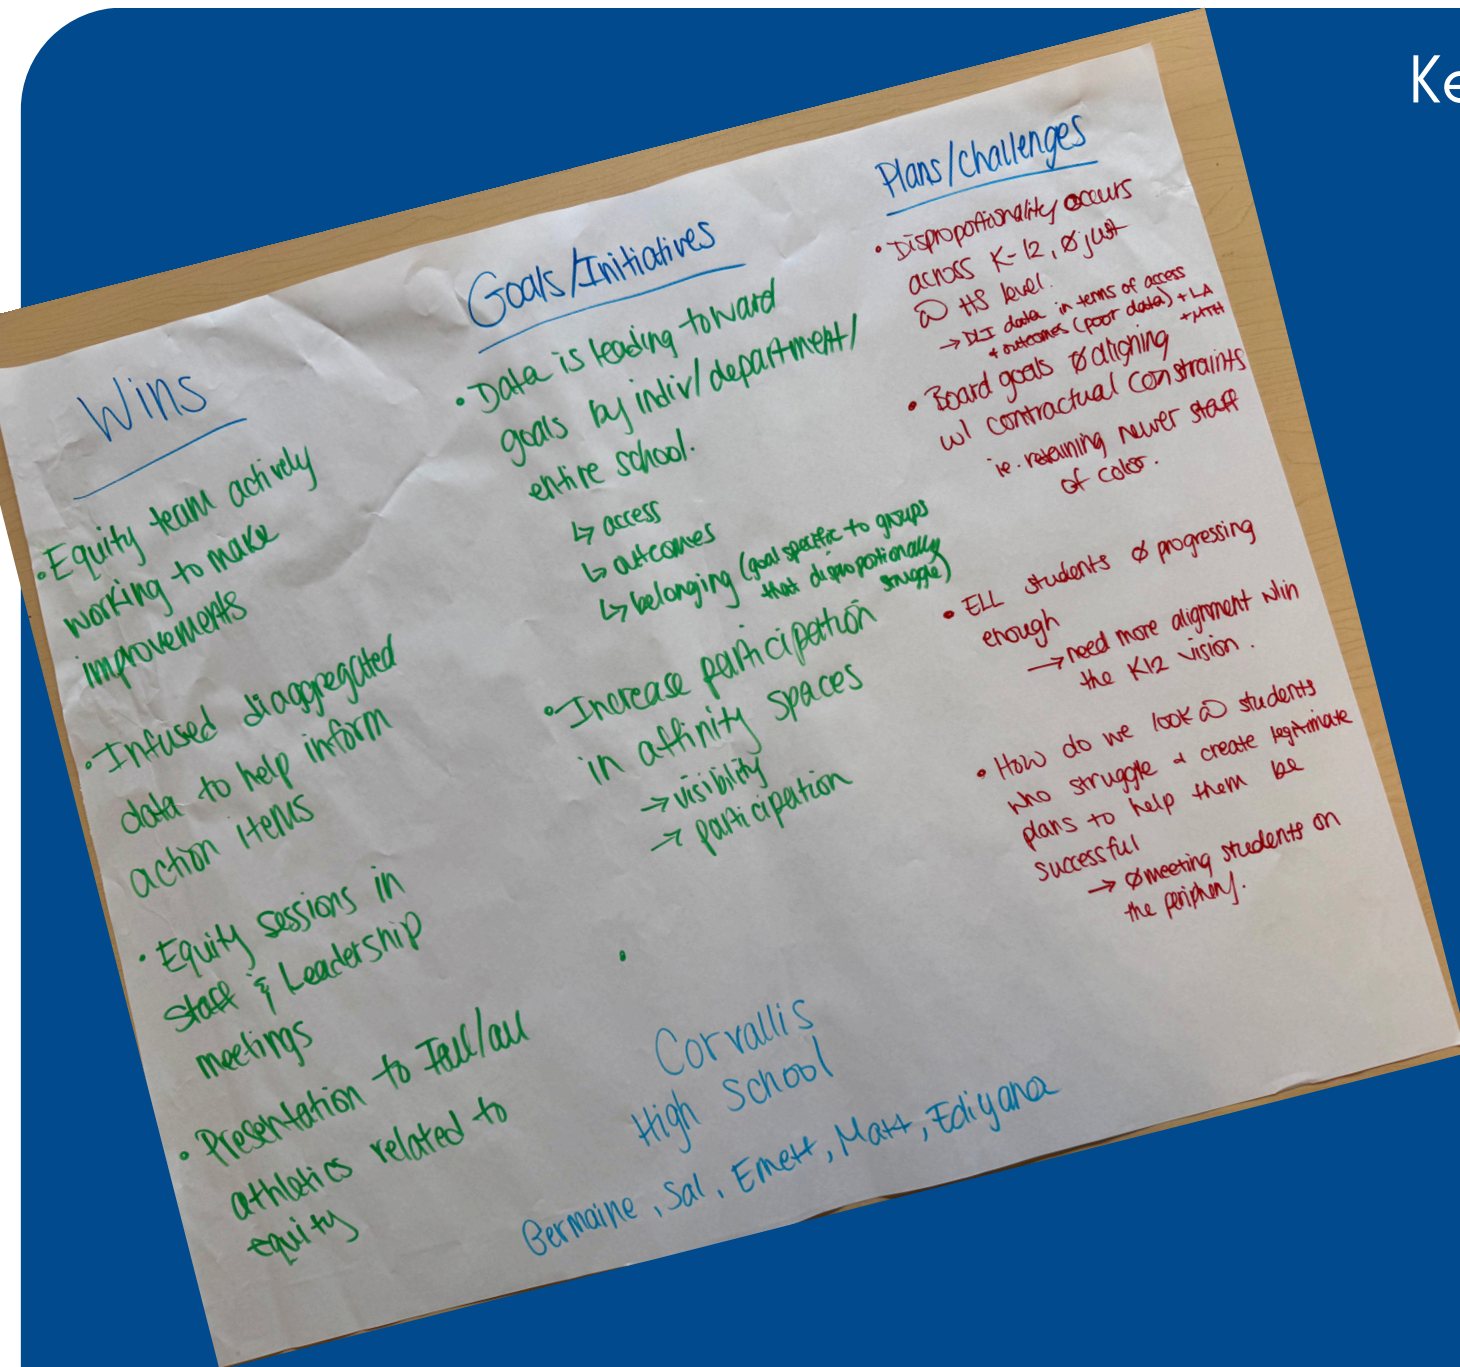 Ke
Wins
• Equity team actively
working to make
improvements
• Infused disaggregated
data to help inform
action items
• Equity sessions in
staff & Leadership
meetings
• Presentation to Fall/all
athletics related to
equity
Goals/Initiatives
• Data is leading toward
goals by indiv/department/
entire school.
↳ access
↳ outcomes
↳ belonging (goal specific to groups
that disproportionally
struggle)
• Increase participation
in affinity spaces
→ visibility
→ participation
•
Plans/Challenges
• Disproportionality occurs
across K-12, Ø just
@ HS level.
→ DLI data in terms of access
+ outcomes (poor data) + LA
+ MTH
• Board goals Ø aligning
w/ contractual constraints
ie. retaining newer staff
of color.
• ELL students Ø progressing
enough
→ need more alignment w/in
the K12 vision.
• How do we look @ students
who struggle + create legitimate
plans to help them be
successful
→ Ø meeting students on
the periphery.
Corvallis
High School
Germaine, Sal, Emett, Matt, Ediyana